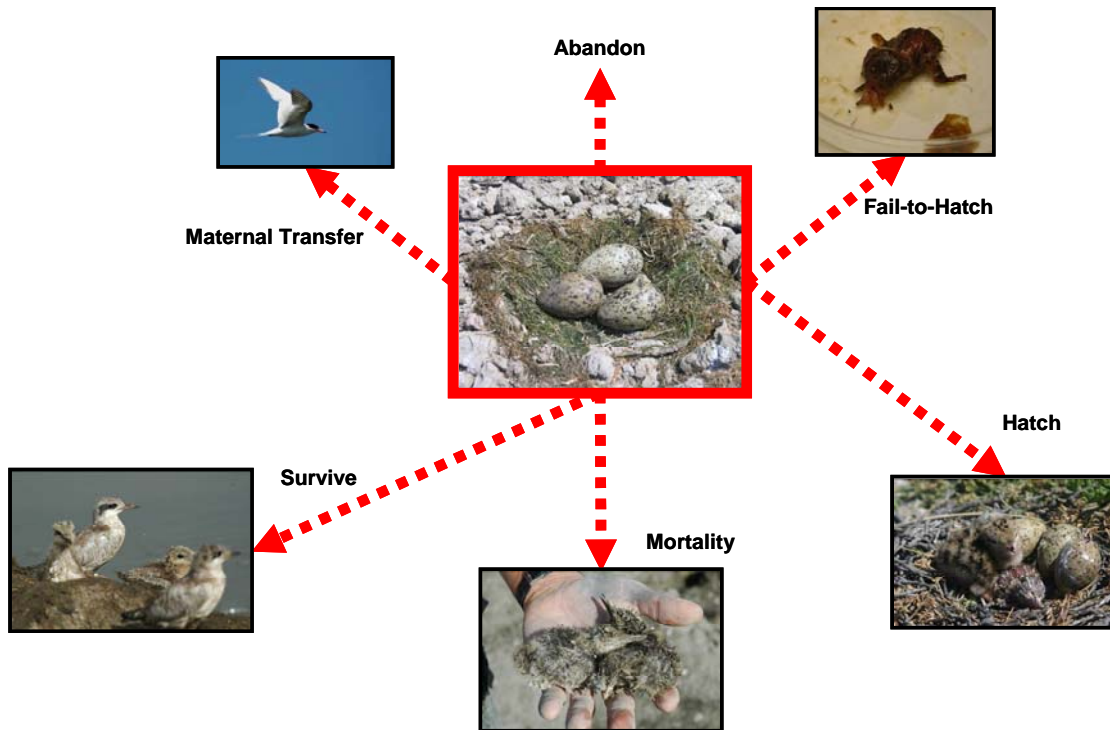 Abandon
Fail-to-Hatch
Maternal Transfer
Hatch
Survive
Mortality